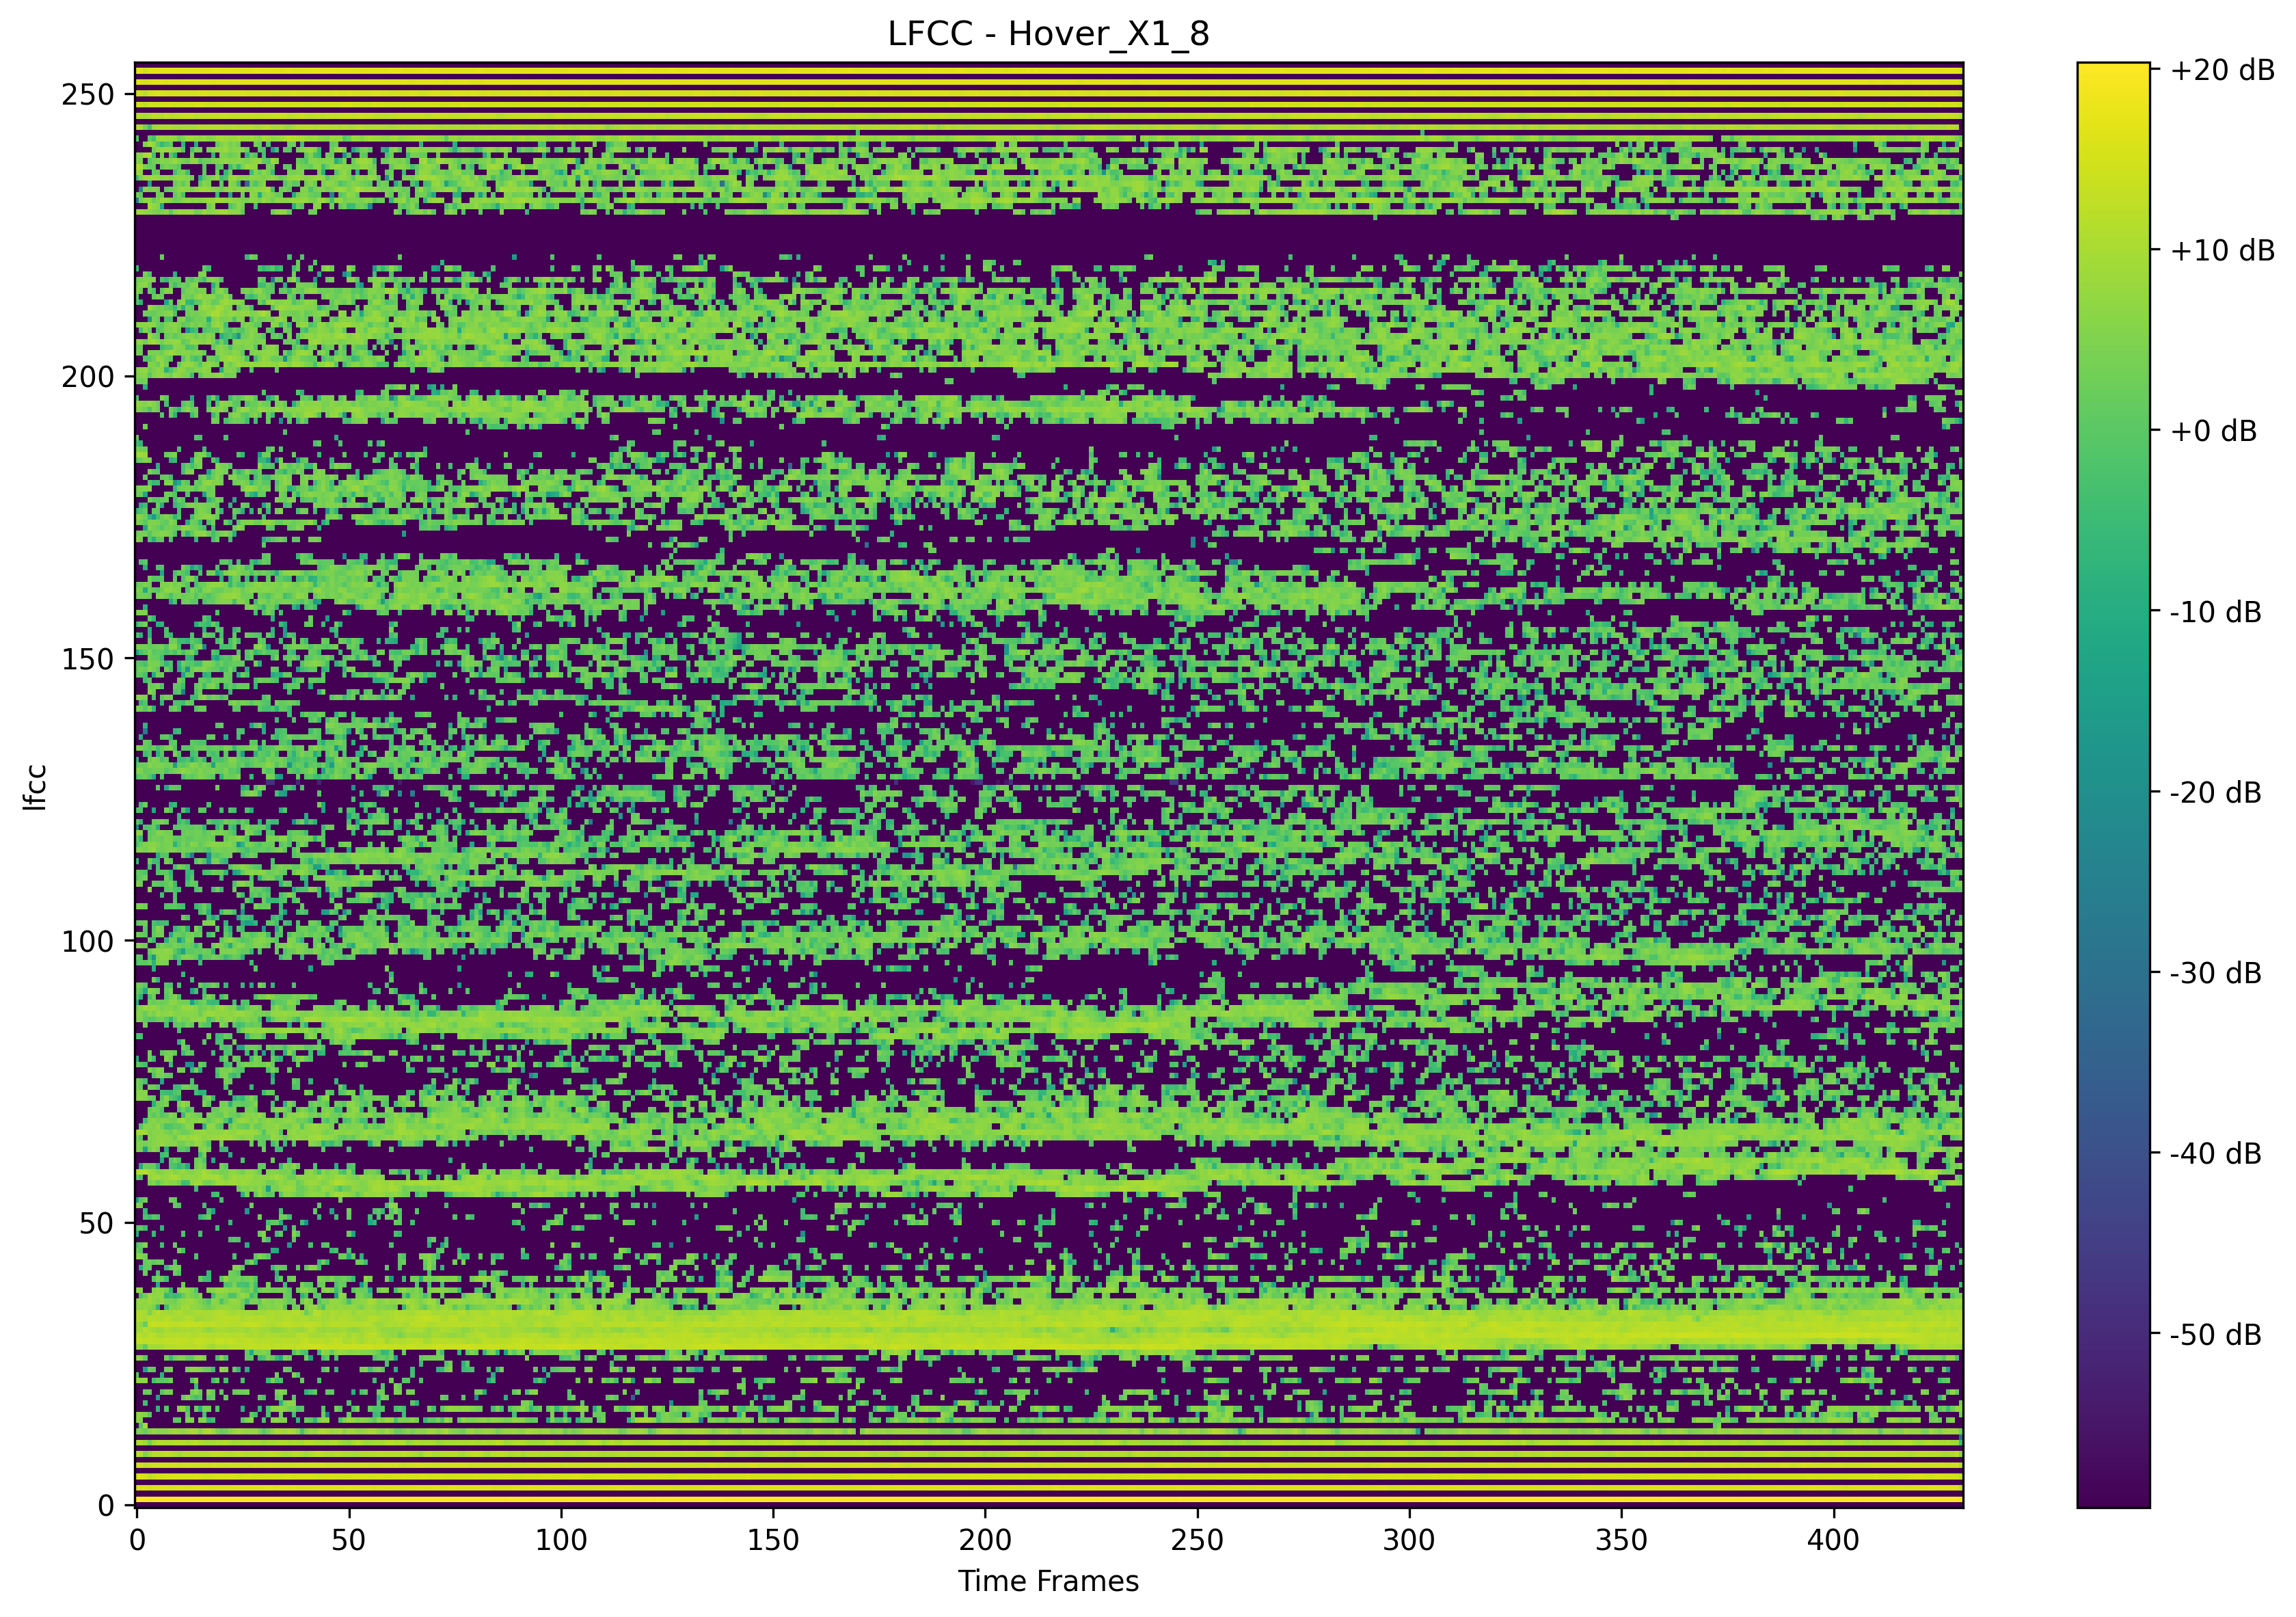 LFCC - Hover_X1_8
250
200
150
100
50
0
lfcc
0 50 100 150 200 250 300 350 400
Time Frames
+20 dB
+10 dB
+0 dB
-10 dB
-20 dB
-30 dB
-40 dB
-50 dB